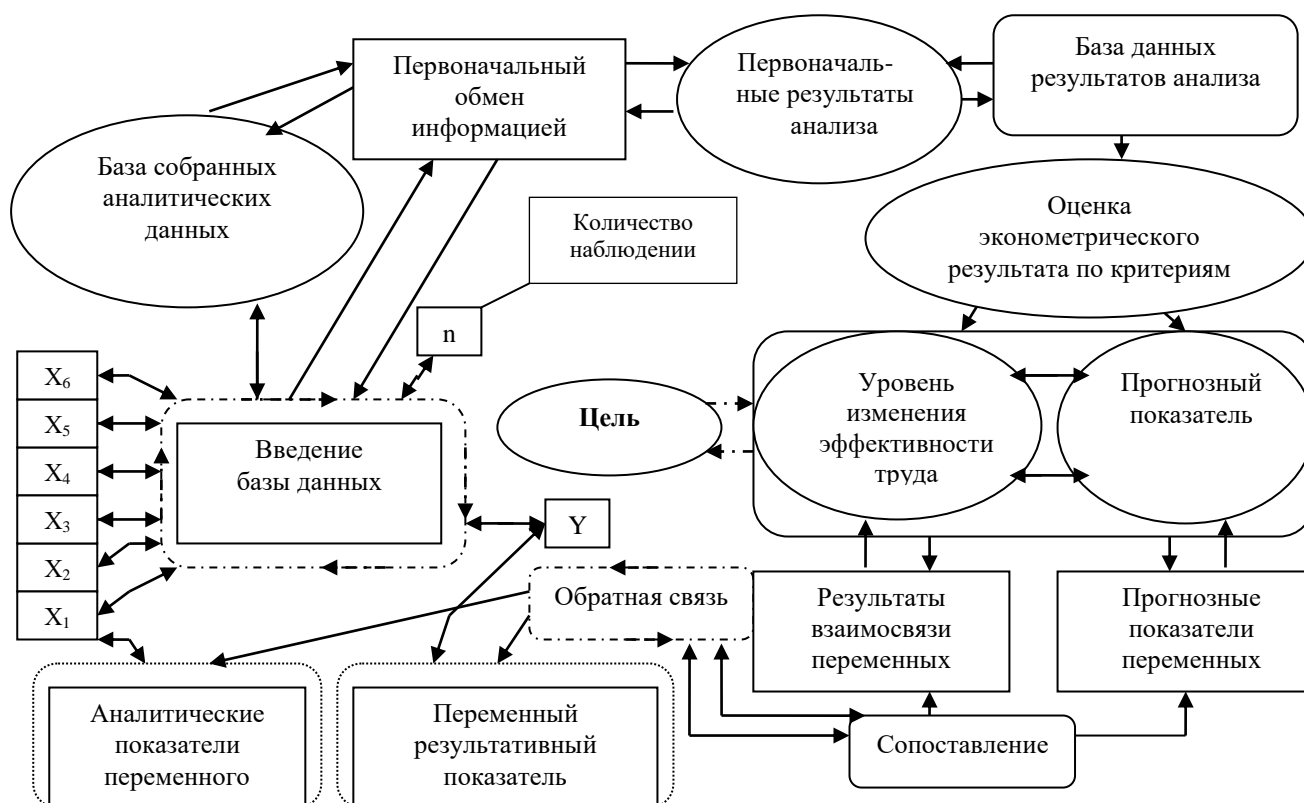 Первоначальный
обмен
информацией
Первоначаль-
ные результаты
анализа
База данных
результатов анализа
База собранных
аналитических
данных
Количество
наблюдении
Оценка
эконометрического
результата по критериям
n
X6
X5
X4
X3
X2
X1
Введение
базы данных
Цель
Уровень
изменения
эффективности
труда
Прогнозный
показатель
Y
Обратная связь
Результаты
взаимосвязи
переменных
Прогнозные
показатели
переменных
Аналитические
показатели
переменного
Переменный
результативный
показатель
Сопоставление